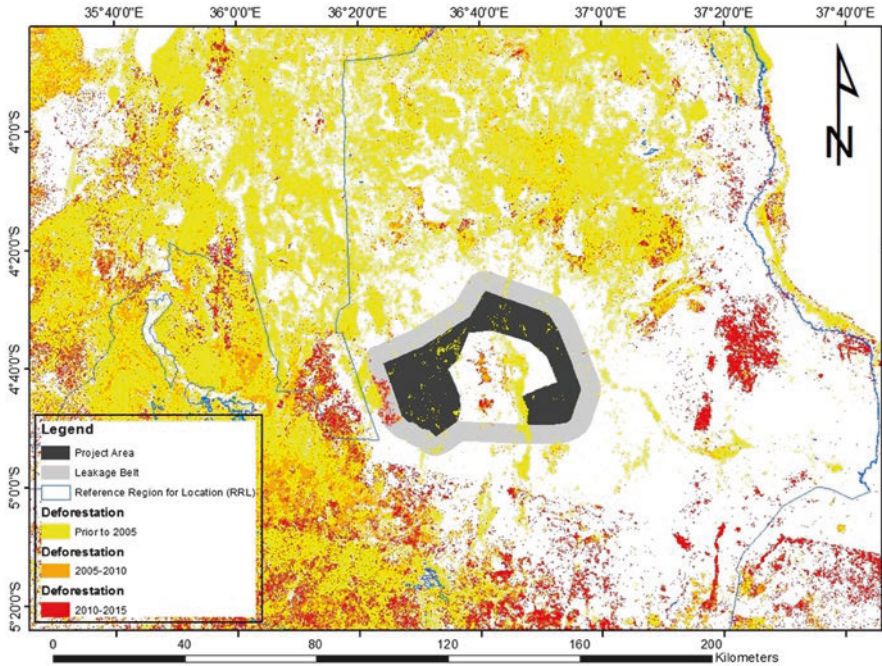 35°40'0"E 36°0'0"E 36°20'0"E 36°40'0"E 37°0'0"E 37°20'0"E 37°40'0"E
N
4°0'0"S
4°20'0"S
4°40'0"S
5°0'0"S
5°20'0"S
Legend
Project Area
Leakage Belt
Reference Region for Location (RRL)
Deforestation
Prior to 2005
Deforestation
2005-2010
Deforestation
2010-2015
0 40 80 120 160 200
Kilometers